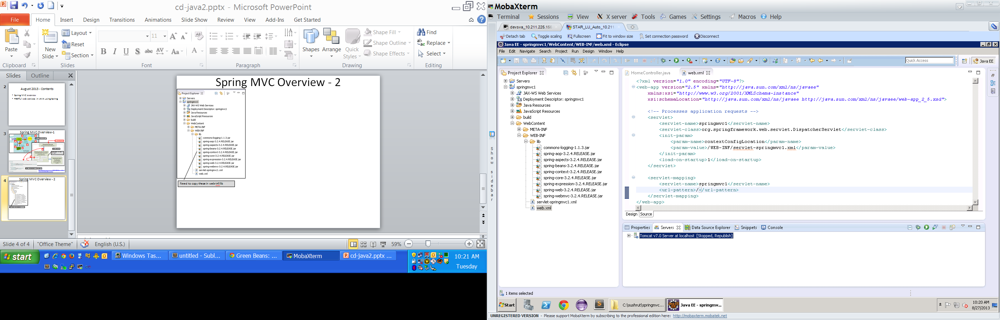 cd-java2.pptx - Microsoft PowerPoint
File Home Insert Design Transitions Animations Slide Show Review View Add-Ins Get Started
Paste
New Slide
Layout
Reset
Section
11
B I U S abc AV Aa A
Shapes Arrange Quick Styles
Shape Fill
Shape Outline
Shape Effects
Find
Replace
Select
Clipboard Slides Font Paragraph Drawing Editing
Slides Outline
2
August 2013 - Contents
Spring MVC overview
RESTful web services in JAVA using Spring
3
Spring MVC Overview-1
4
Spring MVC Overview - 2
Spring MVC Overview - 2
Project Explorer
Servers
springmvc1
JAX-WS Web Services
Deployment Descriptor: springmvc1
Java Resources
JavaScript Resources
build
WebContent
META-INF
WEB-INF
lib
commons-logging-1.1.3.jar
spring-aop-3.2.4.RELEASE.jar
spring-aspects-3.2.4.RELEASE.jar
spring-beans-3.2.4.RELEASE.jar
spring-context-3.2.4.RELEASE.jar
spring-core-3.2.4.RELEASE.jar
spring-expression-3.2.4.RELEASE.jar
spring-web-3.2.4.RELEASE.jar
spring-webmvc-3.2.4.RELEASE.jar
servlet-springmvc1.xml
web.xml
Need to copy these in web-inf/lib
Slide 4 of 4 "Office Theme" English (U.S.) 59%
start Windows Tas... untitled - Subl... Green Beans: ... MobaXterm cd-java2.pptx ... 10:21 AM
Tuesday
MobaXterm
Terminal Sessions View X server Tools Games Settings Macros Help
devsva_10.211.225.156 STAR_LU_Auto_10.211
Detach tab Toggle scaling Fullscreen Fit to window size Set connection password Disconnect
Show sidebar
Java EE - springmvc1/WebContent/WEB-INF/web.xml - Eclipse
File Edit Navigate Search Project Run Design Window Help
Quick Access Java EE
Project Explorer
Servers
springmvc1
JAX-WS Web Services
Deployment Descriptor: springmvc1
Java Resources
JavaScript Resources
build
WebContent
META-INF
WEB-INF
lib
commons-logging-1.1.3.jar
spring-aop-3.2.4.RELEASE.jar
spring-aspects-3.2.4.RELEASE.jar
spring-beans-3.2.4.RELEASE.jar
spring-context-3.2.4.RELEASE.jar
spring-core-3.2.4.RELEASE.jar
spring-expression-3.2.4.RELEASE.jar
spring-web-3.2.4.RELEASE.jar
spring-webmvc-3.2.4.RELEASE.jar
servlet-springmvc1.xml
web.xml
HomeController.java web.xml
<?xml version="1.0" encoding="UTF-8"?>
<web-app version="2.5" xmlns="http://java.sun.com/xml/ns/javaee"
xmlns:xsi="http://www.w3.org/2001/XMLSchema-instance"
xsi:schemaLocation="http://java.sun.com/xml/ns/javaee http://java.sun.com/xml/ns/javaee/web-app_2_5.xsd">
<!-- Processes application requests -->
<servlet>
<servlet-name>springmvc1</servlet-name>
<servlet-class>org.springframework.web.servlet.DispatcherServlet</servlet-class>
<init-param>
<param-name>contextConfigLocation</param-name>
<param-value>/WEB-INF/servlet-springmvc1.xml</param-value>
</init-param>
<load-on-startup>1</load-on-startup>
</servlet>
<servlet-mapping>
<servlet-name>springmvc1</servlet-name>
<url-pattern>/</url-pattern>
</servlet-mapping>
</web-app>
Design Source
Properties Servers Data Source Explorer Snippets Console
Tomcat v7.0 Server at localhost [Stopped, Republish]
1 items selected
Start C:\sushrut\springmvc... Java EE - springmv... 10:20 AM
8/27/2013
UNREGISTERED VERSION - Please support MobaXterm by subscribing to the professional edition here: http://mobaxterm.mobatek.net